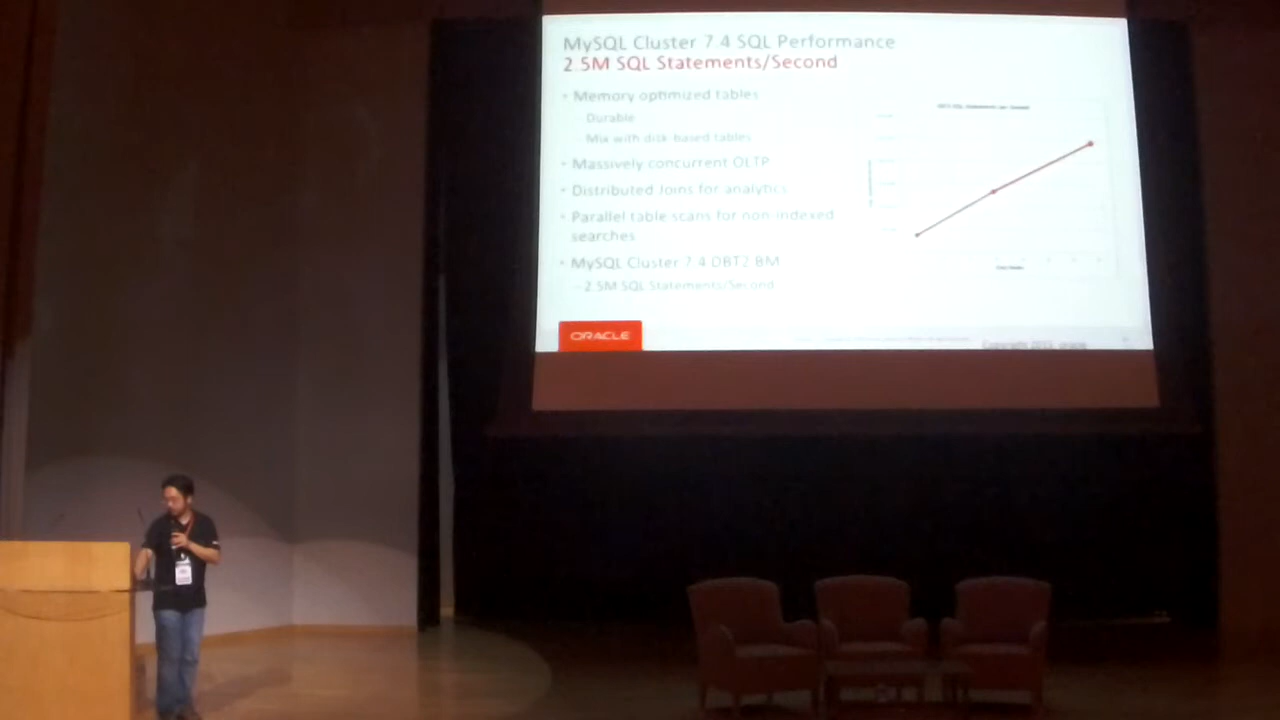 MySQL Cluster 7.4 SQL Performance
2.5M SQL Statements/Second
• Memory optimized tables
– Durable
– Mix with disk-based tables
• Massively concurrent OLTP
• Distributed Joins for analytics
• Parallel table scans for non-indexed
searches
• MySQL Cluster 7.4 DBT2 BM
– 2.5M SQL Statements/Second
ORACLE